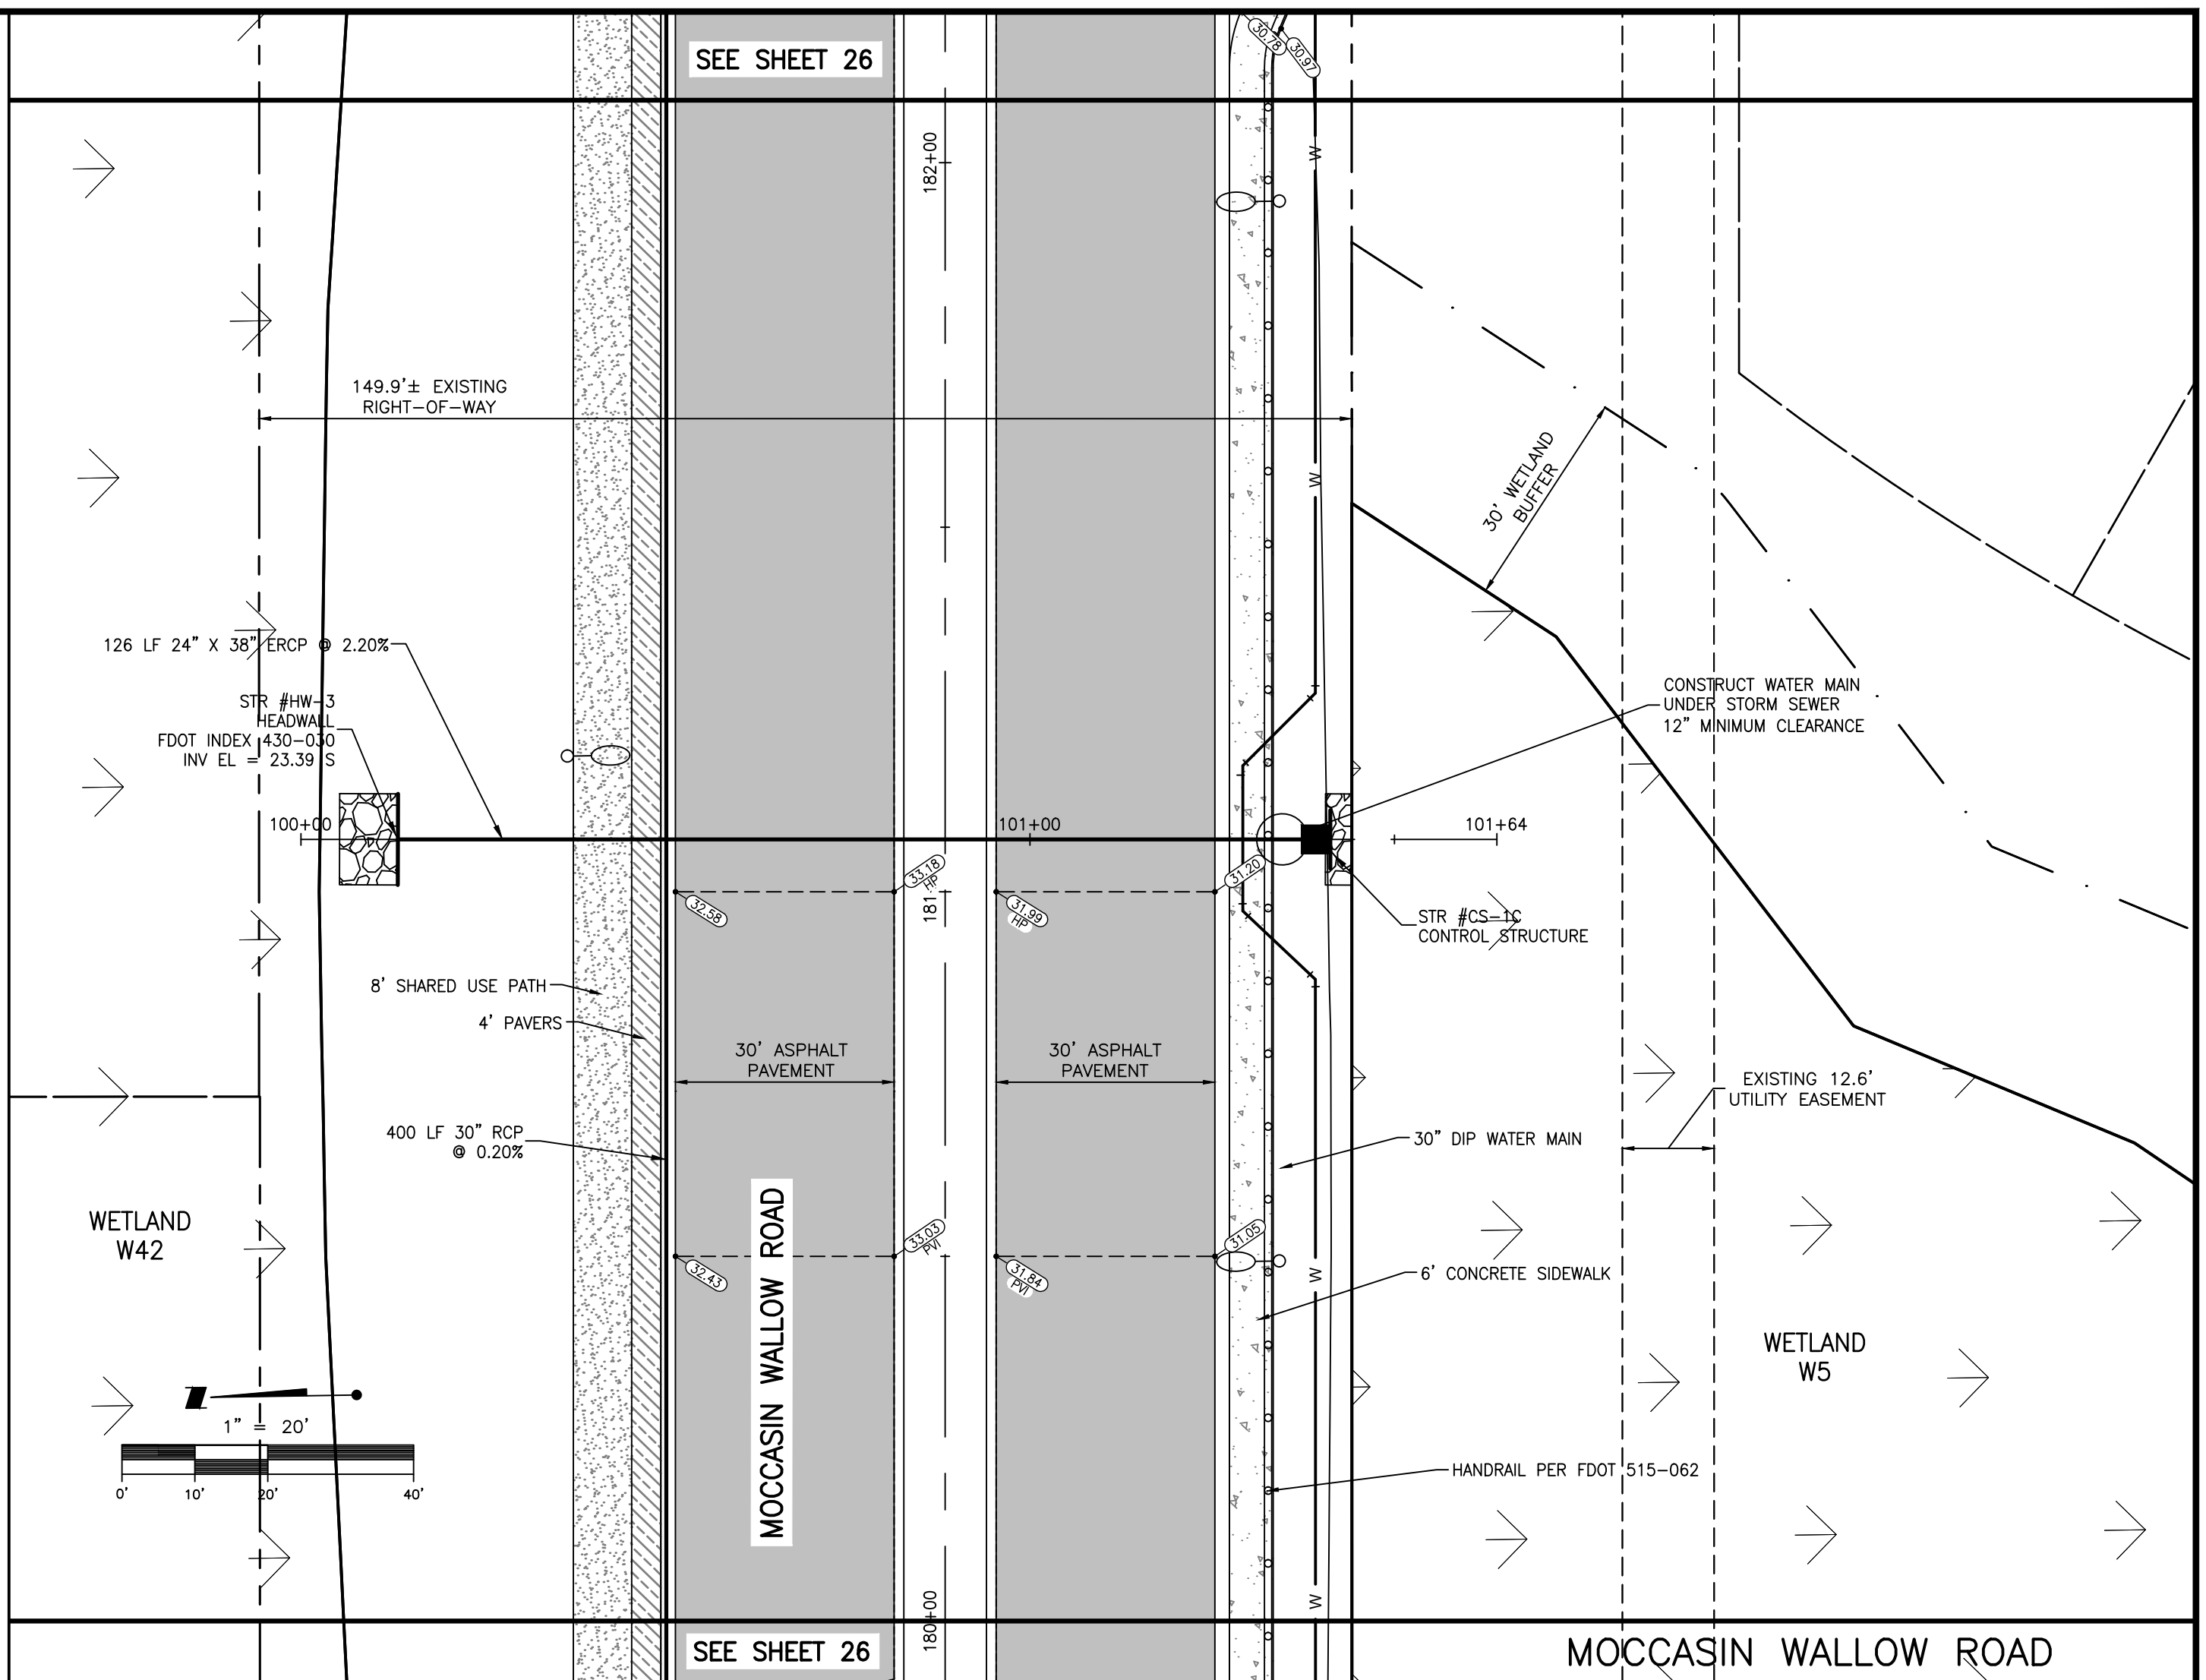 SEE SHEET 26
30.78
30.97
182+00
W
149.9'± EXISTING
RIGHT-OF-WAY
W
30' WETLAND
BUFFER
126 LF 24" X 38" ERCP @ 2.20%
STR #HW-3
HEADWALL
FDOT INDEX 430-030
INV EL = 23.39 S
CONSTRUCT WATER MAIN
UNDER STORM SEWER
12" MINIMUM CLEARANCE
100+00
101+00
101+64
33.18
HP
31.20
32.58
181
31.99
HP
STR #CS-1C
CONTROL STRUCTURE
8' SHARED USE PATH
4' PAVERS
30' ASPHALT
PAVEMENT
30' ASPHALT
PAVEMENT
EXISTING 12.6'
UTILITY EASEMENT
400 LF 30" RCP
@ 0.20%
30" DIP WATER MAIN
WETLAND
W42
MOCCASIN WALLOW ROAD
33.03
PVI
31.05
32.43
31.84
PVI
W
6' CONCRETE SIDEWALK
WETLAND
W5
Z
1" = 20'
0' 10' 20' 40'
HANDRAIL PER FDOT 515-062
W
180+00
SEE SHEET 26
MOCCASIN WALLOW ROAD